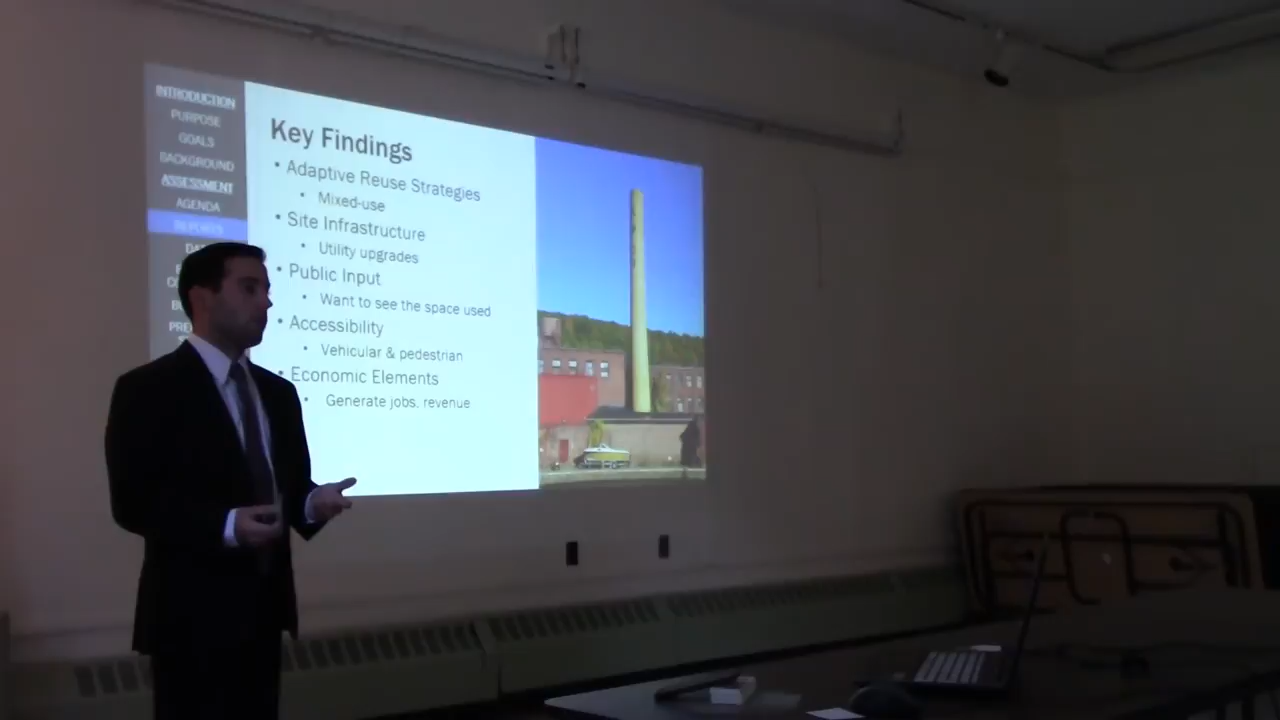 INTRODUCTION
PURPOSE
GOALS
BACKGROUND
ASSESSMENT
AGENDA
REPORTS
Key Findings
• Adaptive Reuse Strategies
• Mixed-use
• Site Infrastructure
• Utility upgrades
• Public Input
• Want to see the space used
• Accessibility
• Vehicular & pedestrian
• Economic Elements
• Generate jobs, revenue